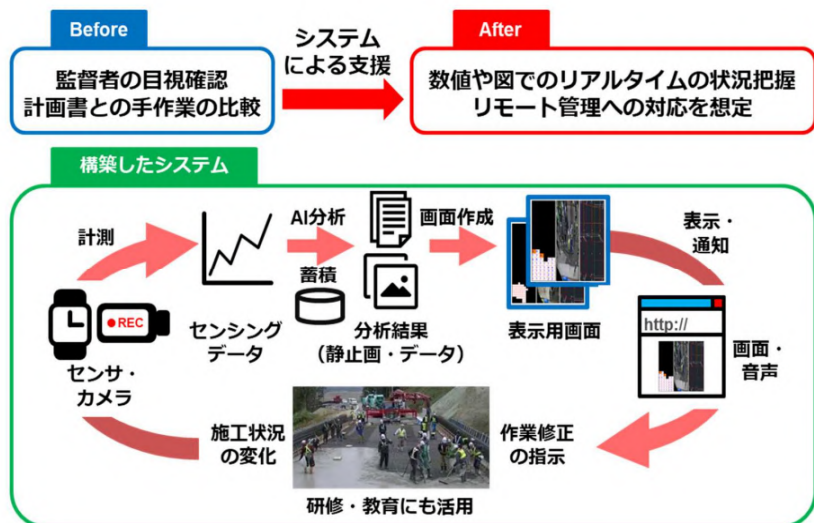 Before
監督者の目視確認
計画書との手作業の比較
システム
による支援
After
数値や図でのリアルタイムの状況把握
リモート管理への対応を想定
構築したシステム
計測
AI分析
画面作成
表示・
通知
蓄積
REC
http://
センシング
データ
分析結果
（静止画・データ）
表示用画面
画面・
音声
センサ・
カメラ
施工状況
の変化
作業修正
の指示
研修・教育にも活用